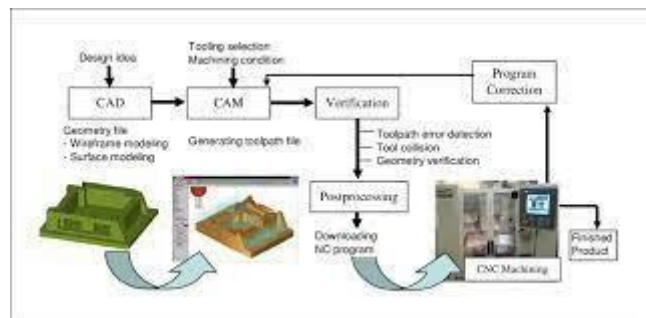 Design idea
Tooling selection
Machining condition
CAD
CAM
Verification
Program
Correction
Geometry file
- Wireframe modeling
- Surface modeling
Generating toolpath file
Toolpath error detection
Tool collision
Geometry verification
Postprocessing
Downloading
NC program
CNC Machining
Finished
Product